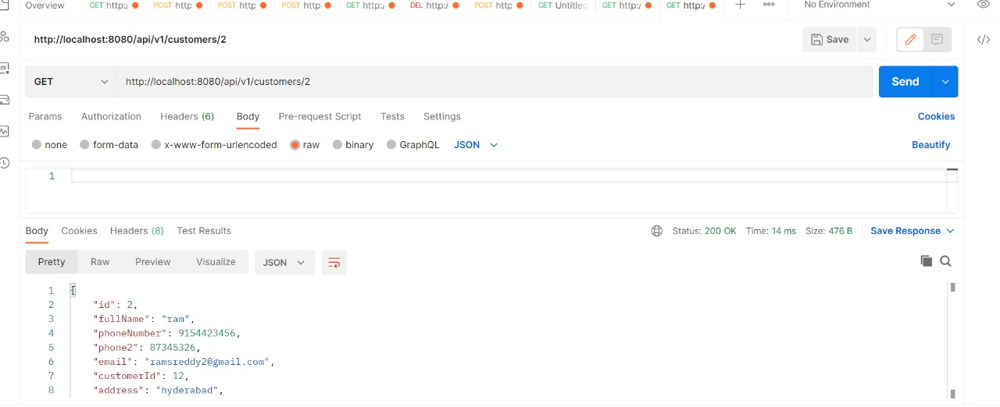 Overview GET http:/ POST http POST http POST http GET http:/ DEL http:/ POST http GET Untitled GET http:/ GET http:/ + ooo No Environment
http://localhost:8080/api/v1/customers/2 Save
GET http://localhost:8080/api/v1/customers/2 Send
Params Authorization Headers (6) Body Pre-request Script Tests Settings Cookies
none form-data x-www-form-urlencoded raw binary GraphQL JSON Beautify
1
Body Cookies Headers (8) Test Results Status: 200 OK Time: 14 ms Size: 476 B Save Response
Pretty Raw Preview Visualize JSON
1 {
2 "id": 2,
3 "fullName": "ram",
4 "phoneNumber": 9154423456,
5 "phone2": 87345326,
6 "email": "ramsreddy2@gmail.com",
7 "customerId": 12,
8 "address": "hyderabad",